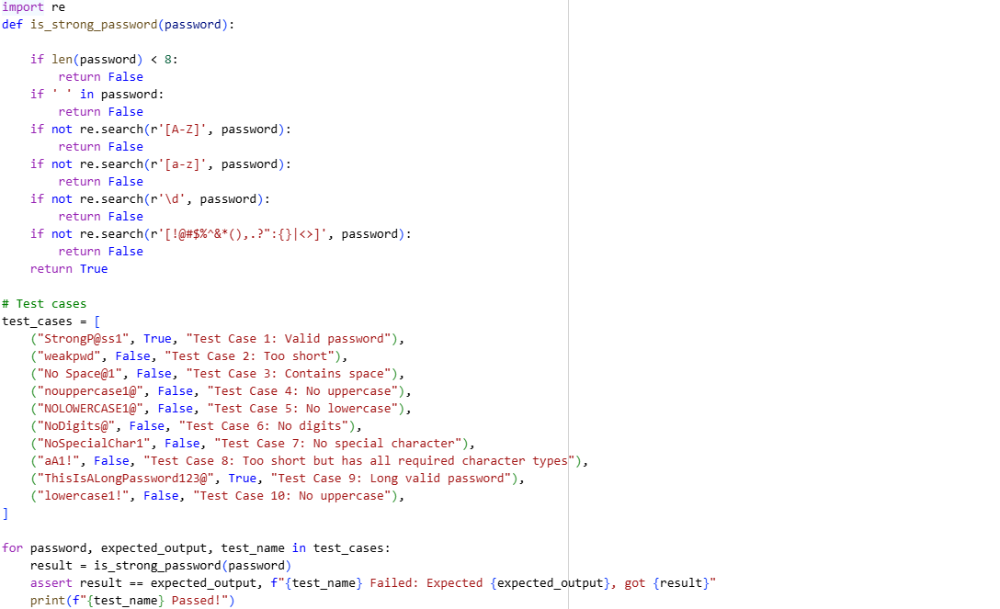 import re
def is_strong_password(password):
    if len(password) < 8:
        return False
    if ' ' in password:
        return False
    if not re.search(r'[A-Z]', password):
        return False
    if not re.search(r'[a-z]', password):
        return False
    if not re.search(r'\d', password):
        return False
    if not re.search(r'[!@#$%^&*(),.?":{}|<>]', password):
        return False
    return True
# Test cases
test_cases = [
    ("StrongP@ss1", True, "Test Case 1: Valid password"),
    ("weakpwd", False, "Test Case 2: Too short"),
    ("No Space@1", False, "Test Case 3: Contains space"),
    ("nouppercase1@", False, "Test Case 4: No uppercase"),
    ("NOLOWERCASE1@", False, "Test Case 5: No lowercase"),
    ("NoDigits@", False, "Test Case 6: No digits"),
    ("NoSpecialChar1", False, "Test Case 7: No special character"),
    ("aA1!", False, "Test Case 8: Too short but has all required character types"),
    ("ThisIsALongPassword123@", True, "Test Case 9: Long valid password"),
    ("lowercase1!", False, "Test Case 10: No uppercase"),
]
for password, expected_output, test_name in test_cases:
    result = is_strong_password(password)
    assert result == expected_output, f"{test_name} Failed: Expected {expected_output}, got {result}"
    print(f"{test_name} Passed!")